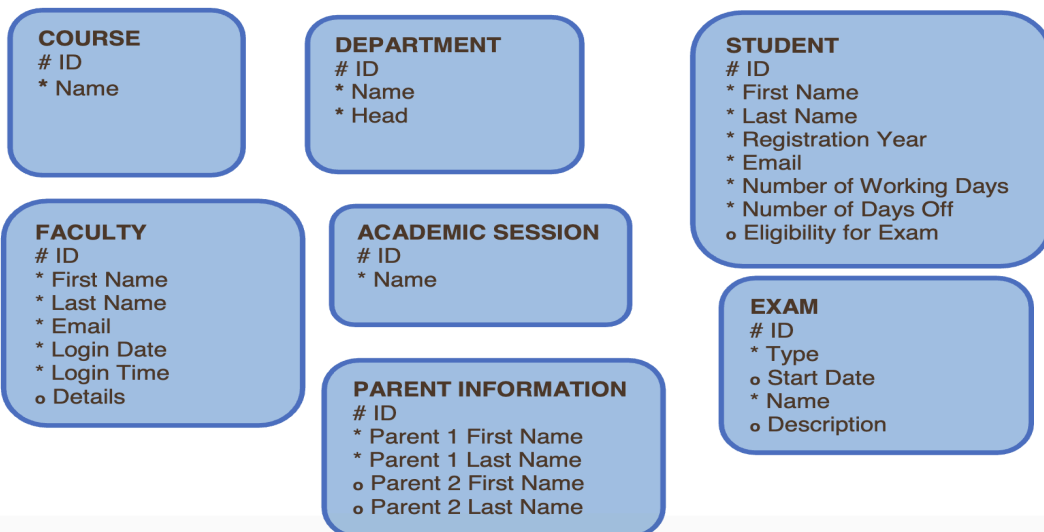 COURSE
# ID
* Name
DEPARTMENT
# ID
* Name
* Head
STUDENT
# ID
* First Name
* Last Name
* Registration Year
* Email
* Number of Working Days
* Number of Days Off
o Eligibility for Exam
FACULTY
# ID
* First Name
* Last Name
* Email
* Login Date
* Login Time
o Details
ACADEMIC SESSION
# ID
* Name
EXAM
# ID
* Type
o Start Date
* Name
o Description
PARENT INFORMATION
# ID
* Parent 1 First Name
* Parent 1 Last Name
o Parent 2 First Name
o Parent 2 Last Name